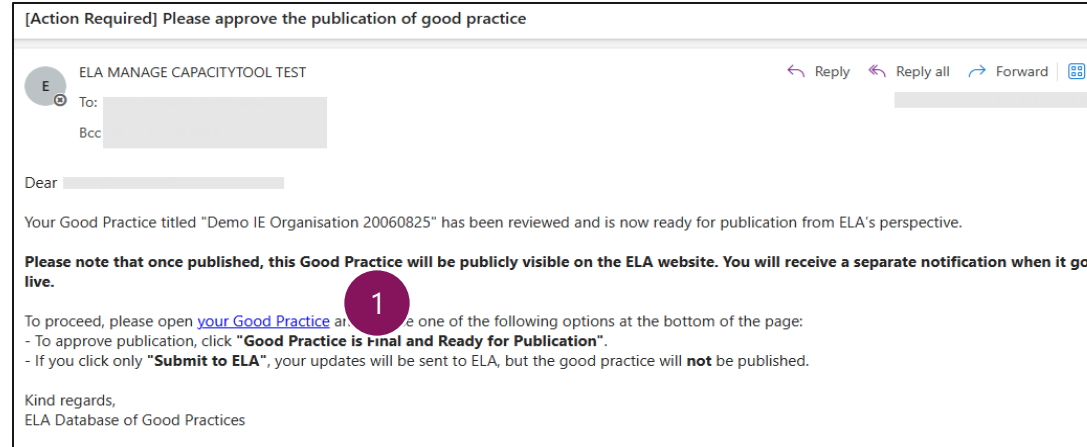 [Action Required] Please approve the publication of good practice
E
ELA MANAGE CAPACITYTOOL TEST
Reply
Reply all
Forward
To:
Bcc
Dear
Your Good Practice titled "Demo IE Organisation 20060825" has been reviewed and is now ready for publication from ELA's perspective.
Please note that once published, this Good Practice will be publicly visible on the ELA website. You will receive a separate notification when it go
live.
1
To proceed, please open your Good Practice one of the following options at the bottom of the page:
- To approve publication, click "Good Practice is Final and Ready for Publication".
- If you click only "Submit to ELA", your updates will be sent to ELA, but the good practice will not be published.
Kind regards,
ELA Database of Good Practices